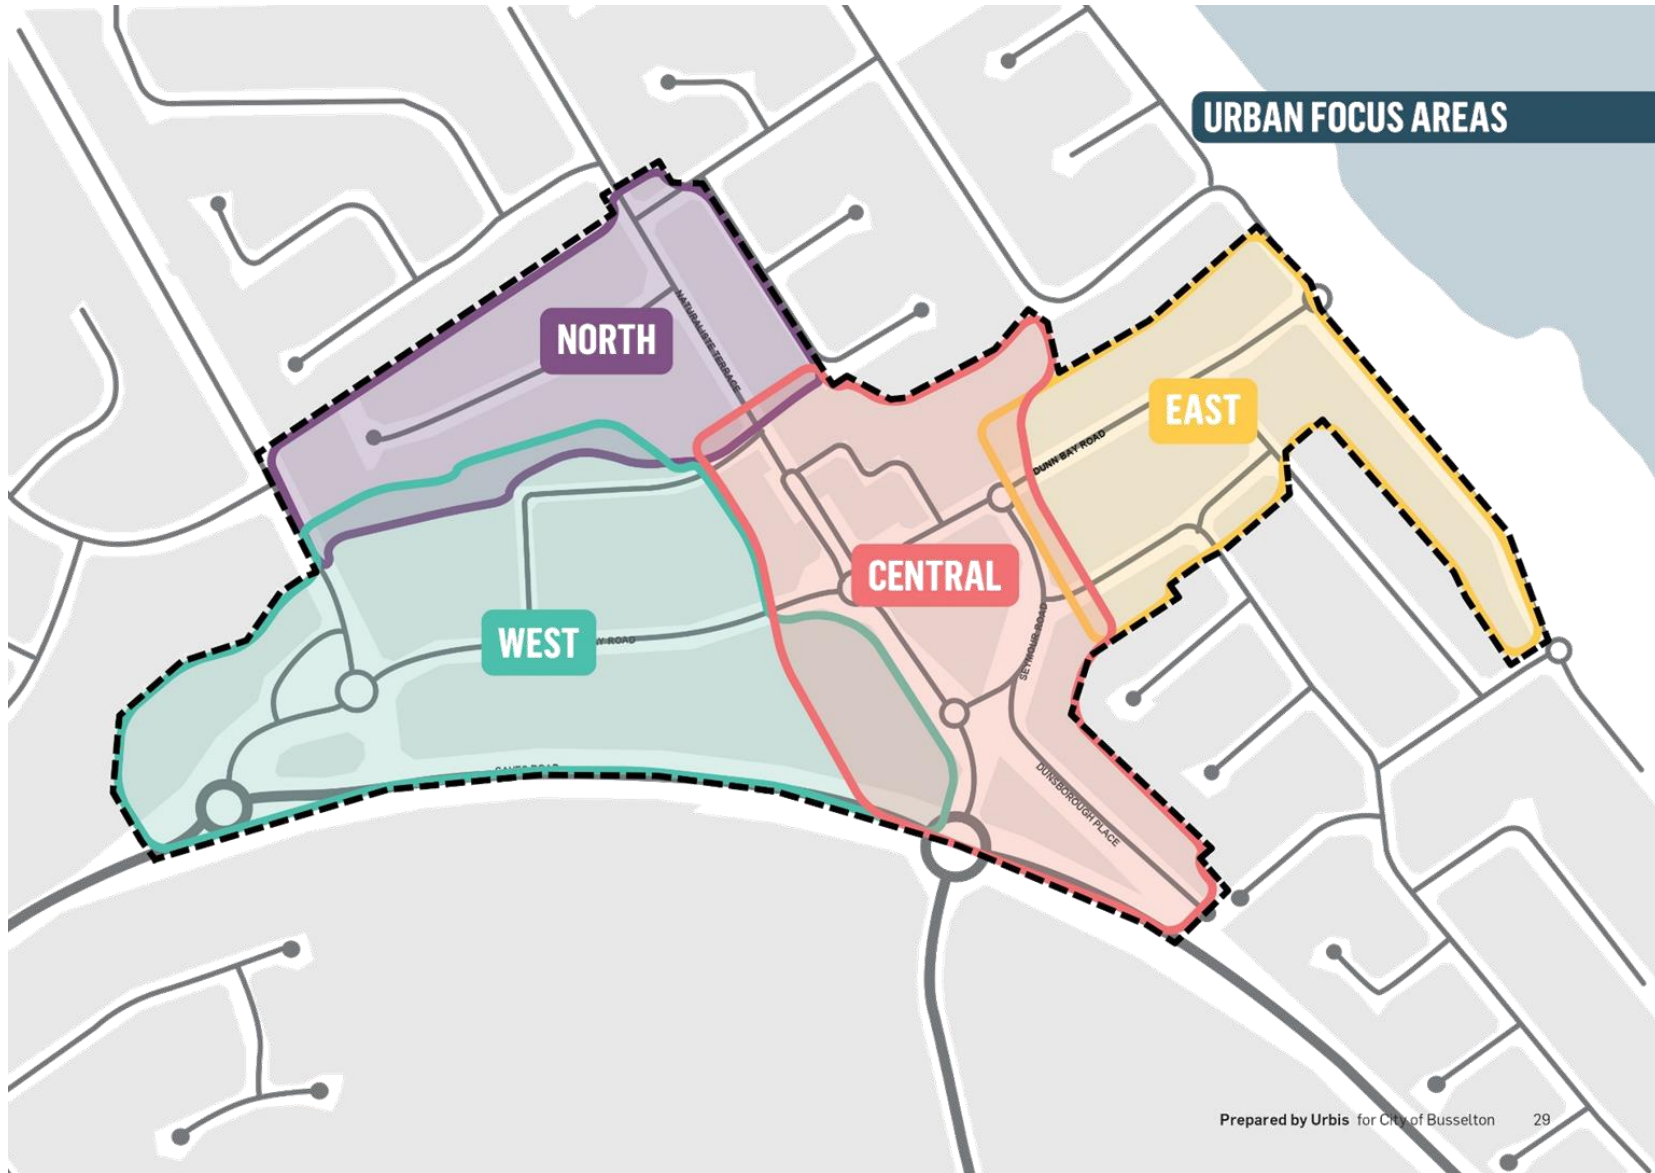 URBAN FOCUS AREAS
NATURALISTE TERRACE
NORTH
EAST
DUNN BAY ROAD
CENTRAL
WEST
ROAD
SEYMOUR ROAD
DUNSBOROUGH PLACE
Prepared by Urbis for City of Busselton 29